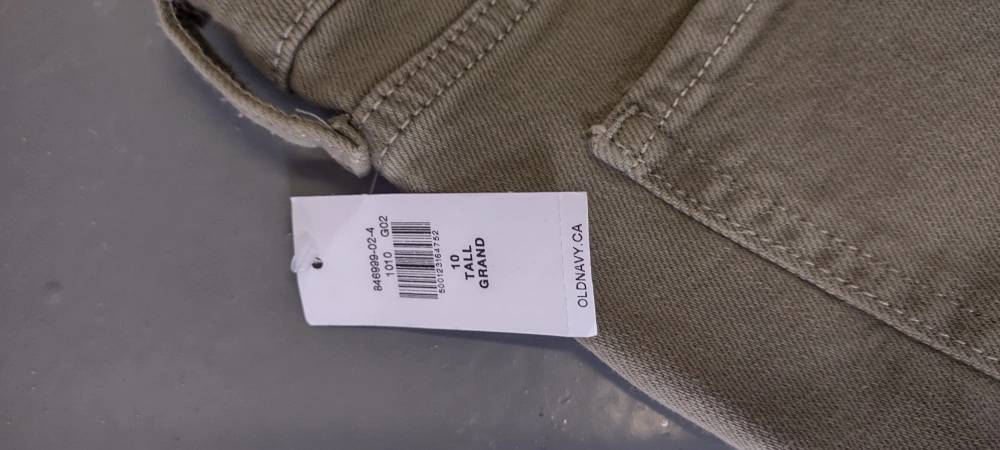 846999-02-4
1010 G02
500123164752
10
TALL
GRAND
OLDNAVY.CA